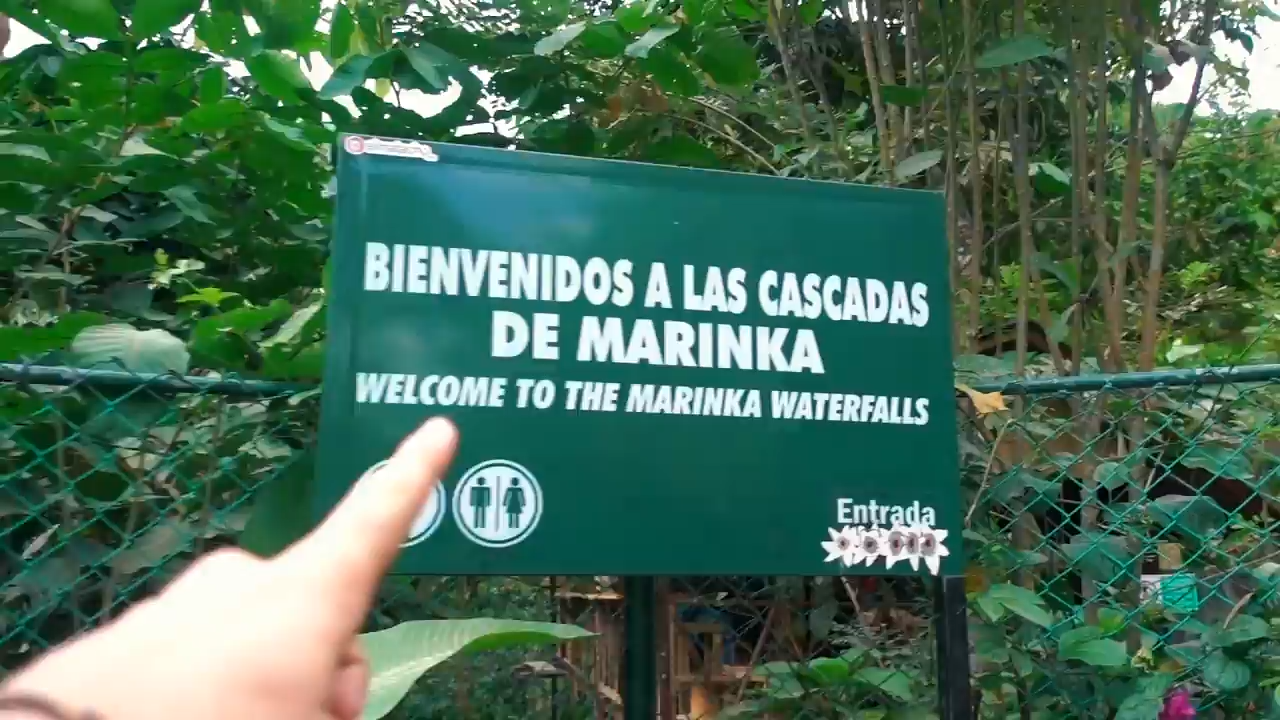 BIENVENIDOS A LAS CASCADAS
DE MARINKA
WELCOME TO THE MARINKA WATERFALLS
Entrada